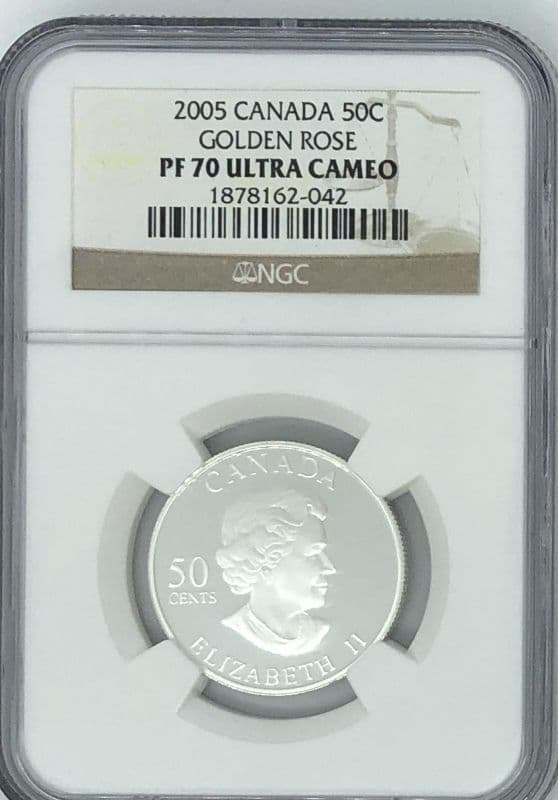 2005 CANADA 50C
GOLDEN ROSE
PF 70 ULTRA CAMEO
1878162-042
NGC
CANADA
50
CENTS
ELIZABETH II